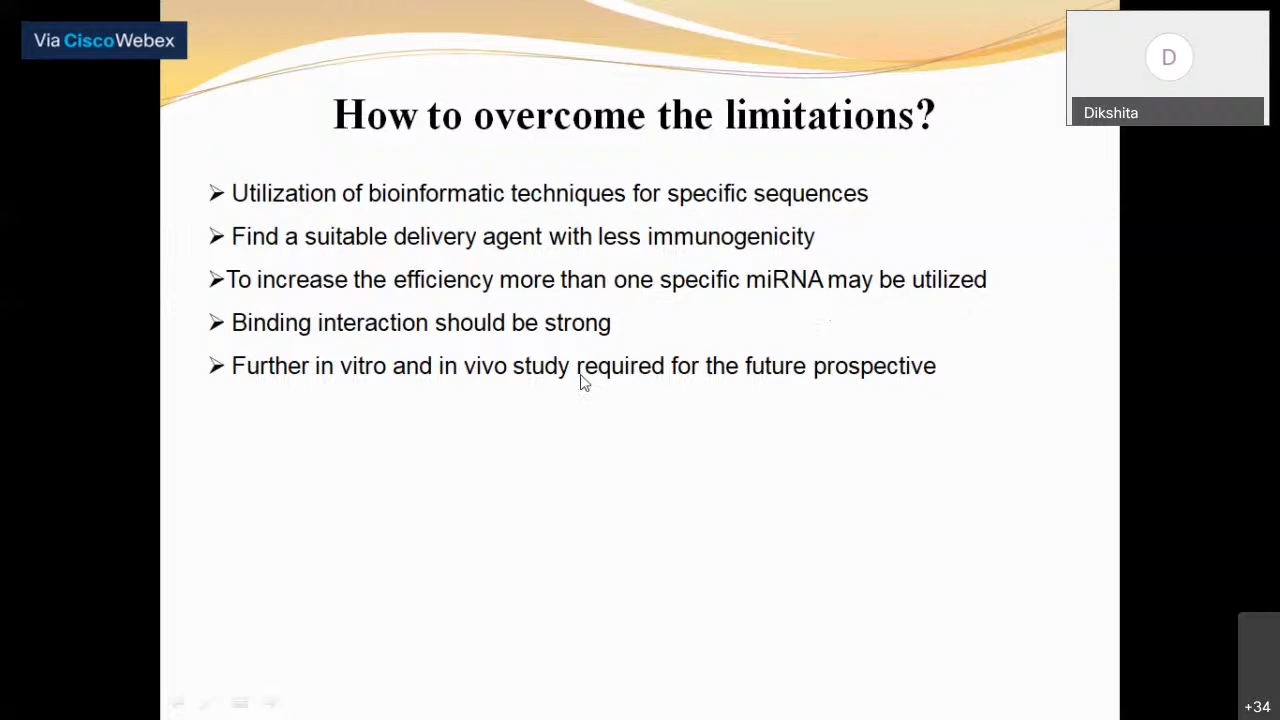 Via CiscoWebex
D
Dikshita
How to overcome the limitations?
➢ Utilization of bioinformatic techniques for specific sequences
➢ Find a suitable delivery agent with less immunogenicity
➢To increase the efficiency more than one specific miRNA may be utilized
➢ Binding interaction should be strong
➢ Further in vitro and in vivo study required for the future prospective
+34